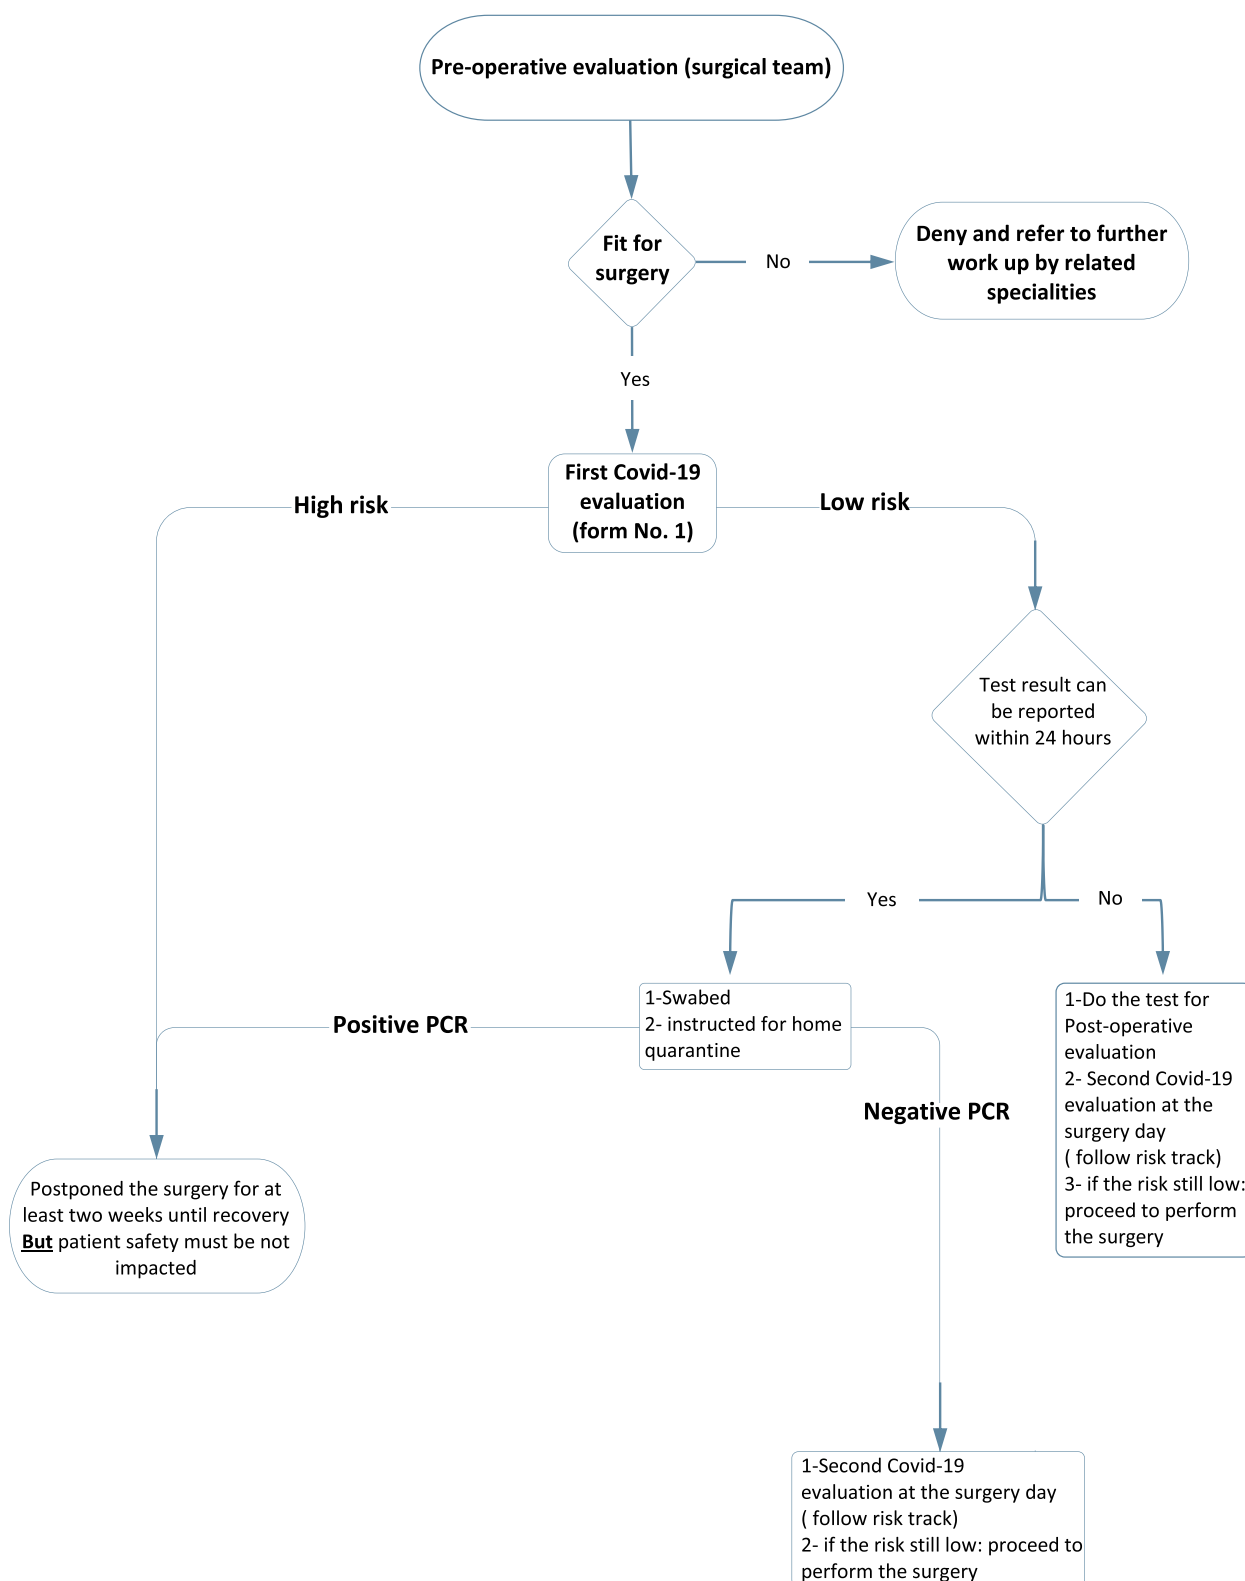 Pre-operative evaluation (surgical team)
Fit for
surgery
No
Deny and refer to further
work up by related
specialities
Yes
First Covid-19
evaluation
(form No. 1)
High risk
Low risk
Test result can
be reported
within 24 hours
Yes
No
1-Swabed
2- instructed for home
quarantine
1-Do the test for
Post-operative
evaluation
2- Second Covid-19
evaluation at the
surgery day
( follow risk track)
3- if the risk still low:
proceed to perform
the surgery
Positive PCR
Negative PCR
Postponed the surgery for at
least two weeks until recovery
But patient safety must be not
impacted
1-Second Covid-19
evaluation at the surgery day
( follow risk track)
2- if the risk still low: proceed to
perform the surgery